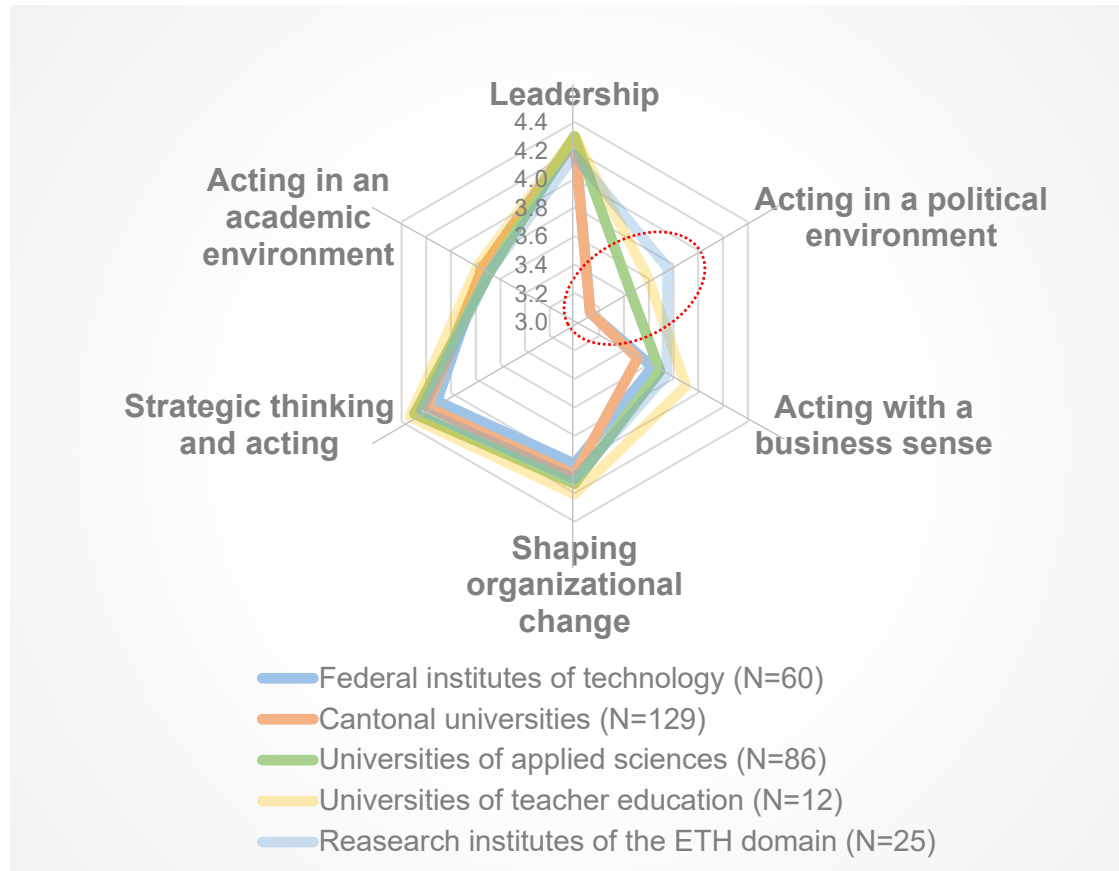 Leadership
4.4
4.2
4.0
3.8
3.6
3.4
3.2
3.0
Acting in a political
environment
Acting with a
business sense
Shaping
organizational
change
Strategic thinking
and acting
Acting in an
academic
environment
Federal institutes of technology (N=60)
Cantonal universities (N=129)
Universities of applied sciences (N=86)
Universities of teacher education (N=12)
Reasearch institutes of the ETH domain (N=25)